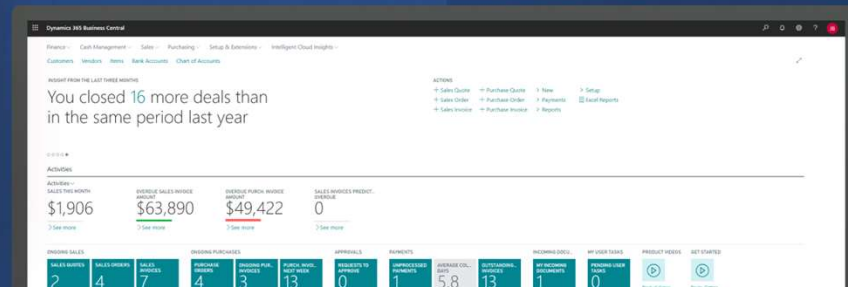 Dynamics 365 Business Central
Finance Cash Management Sales Purchasing Setup & Extensions Intelligent Cloud Insights
Customers Vendors Items Bank Accounts Chart of Accounts
INSIGHT FROM THE LAST THREE MONTHS
You closed 16 more deals than
in the same period last year
ACTIONS
+ Sales Quote + Purchase Quote > New > Setup
+ Sales Order + Purchase Order > Payments Excel Reports
+ Sales Invoice + Purchase Invoice > Reports
Activities
Activities
SALES THIS MONTH
$1,906
> See more
OVERDUE SALES INVOICE
AMOUNT
$63,890
> See more
OVERDUE PURCH. INVOICE
AMOUNT
$49,422
> See more
SALES INVOICES PREDICT...
OVERDUE
0
> See more
ONGOING SALES
SALES QUOTES
2
SALES ORDERS
4
SALES
INVOICES
7
ONGOING PURCHASES
PURCHASE
ORDERS
4
ONGOING PUR...
INVOICES
3
PURCH. INVOI...
NEXT WEEK
13
APPROVALS
REQUESTS TO
APPROVE
0
PAYMENTS
UNPROCESSED
PAYMENTS
1
AVERAGE COL...
DAYS
5.8
OUTSTANDING...
INVOICES
13
INCOMING DOCU...
MY INCOMING
DOCUMENTS
1
MY USER TASKS
PENDING USER
TASKS
0
PRODUCT VIDEOS
GET STARTED